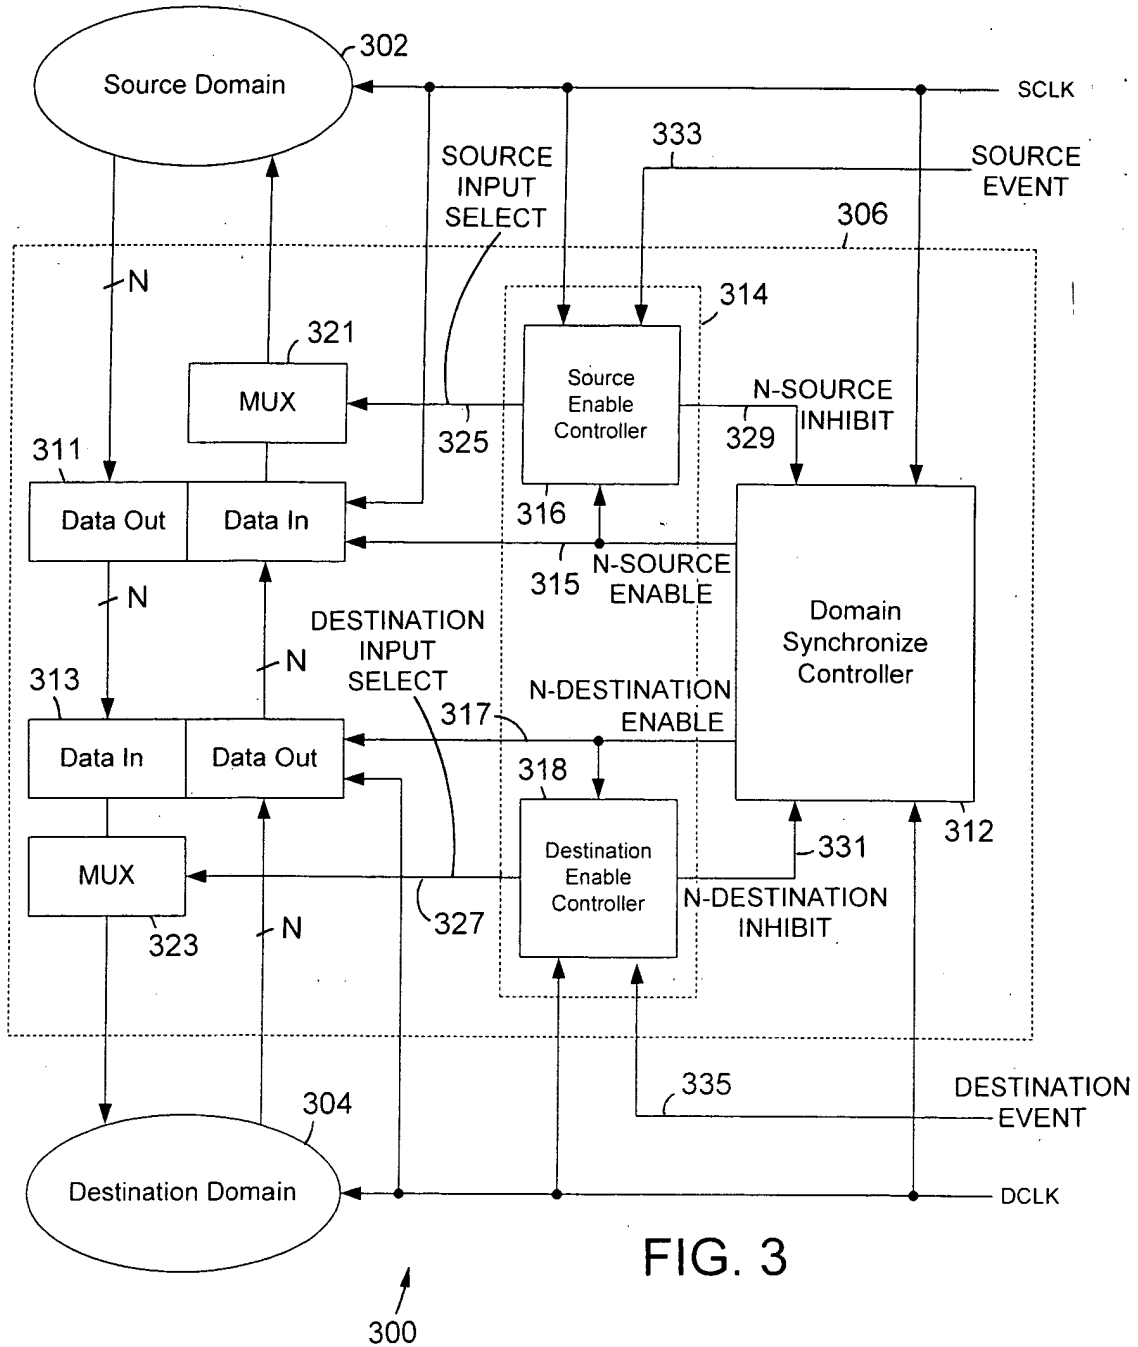 302
Source Domain
SCLK
333
SOURCE
INPUT
SELECT
SOURCE
EVENT
306
N
314
321
MUX
Source
Enable
Controller
N-SOURCE
INHIBIT
325
329
311
316
Data Out
Data In
315
N-SOURCE
ENABLE
N
Domain
Synchronize
Controller
DESTINATION
INPUT
SELECT
N
313
N-DESTINATION
ENABLE
317
Data In
Data Out
318
312
331
MUX
Destination
Enable
Controller
N-DESTINATION
INHIBIT
327
323
N
335
DESTINATION
EVENT
304
Destination Domain
DCLK
FIG. 3
300